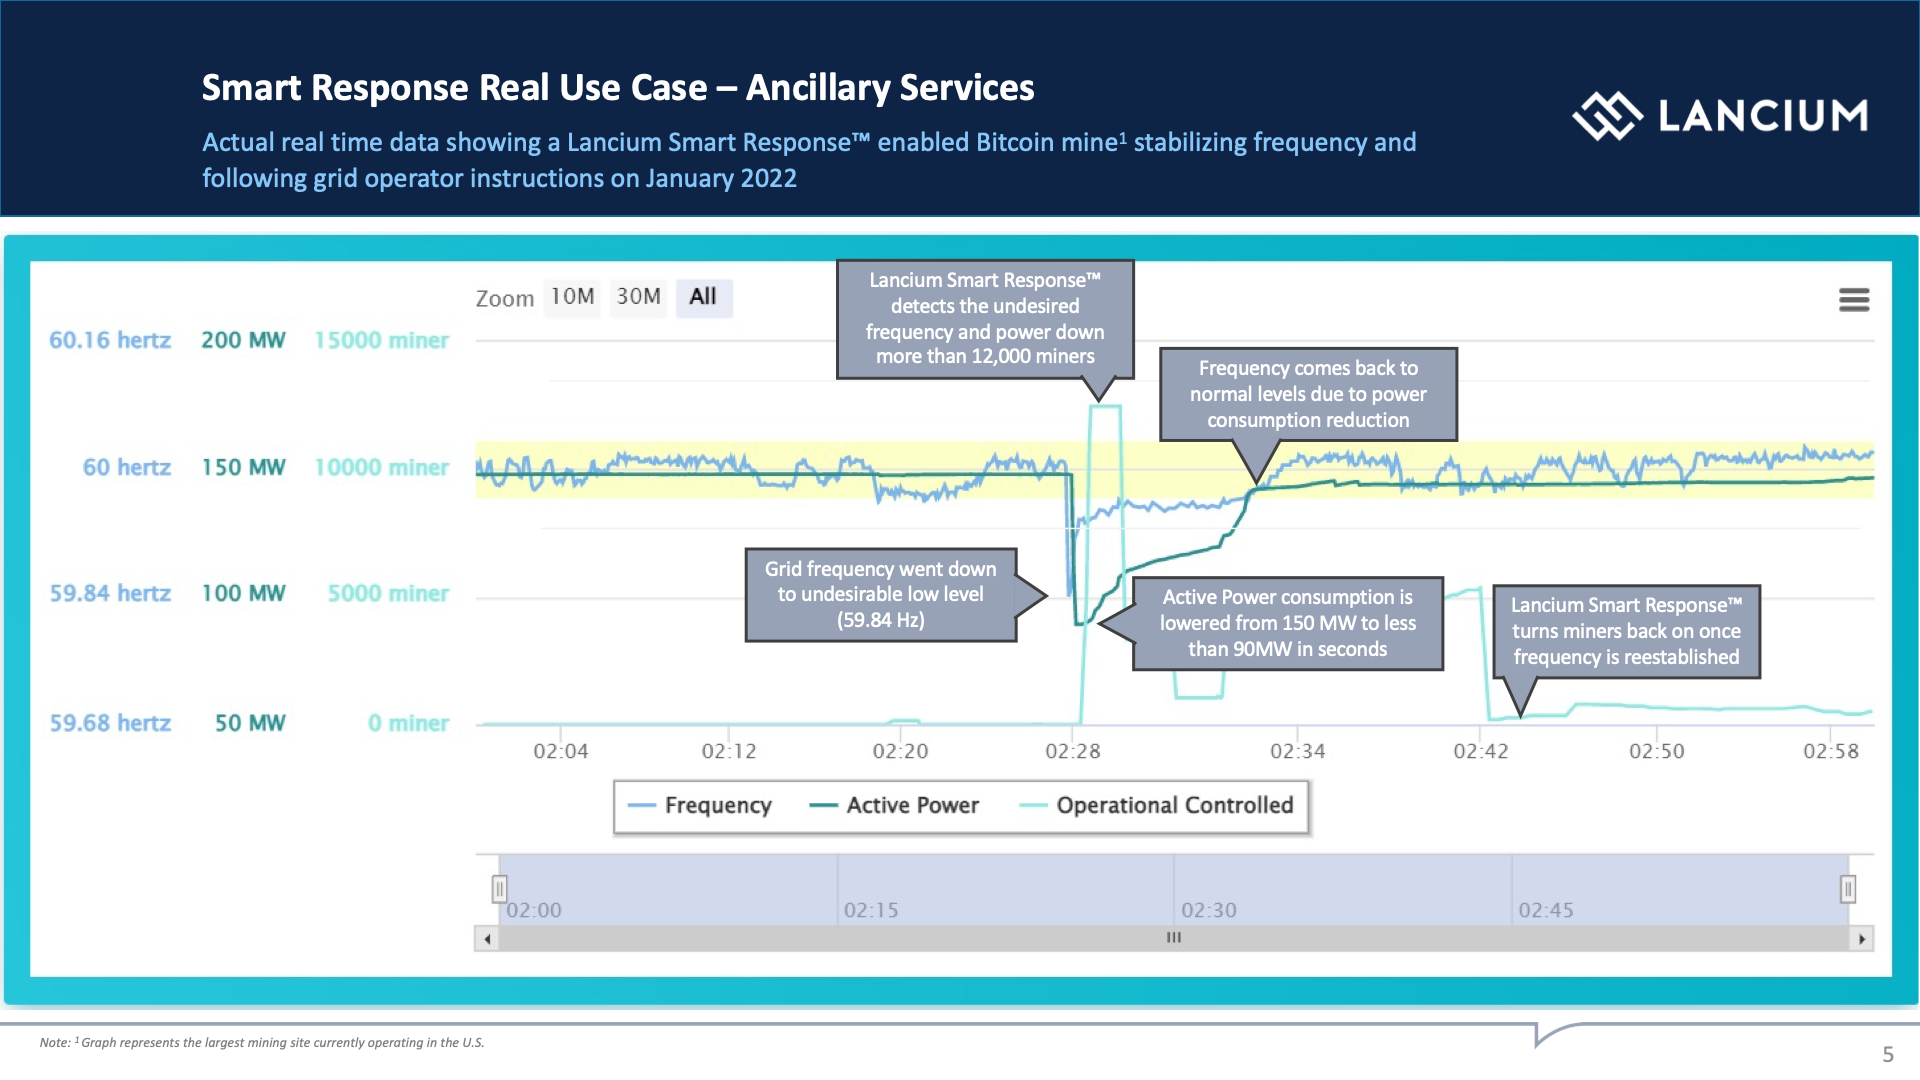 Smart Response Real Use Case – Ancillary Services
Actual real time data showing a Lancium Smart Response™ enabled Bitcoin mine¹ stabilizing frequency and
following grid operator instructions on January 2022
LANCIUM
Zoom 10M 30M All
Lancium Smart Response™
detects the undesired
frequency and power down
more than 12,000 miners
60.16 hertz 200 MW 15000 miner
Frequency comes back to
normal levels due to power
consumption reduction
60 hertz 150 MW 10000 miner
Grid frequency went down
to undesirable low level
(59.84 Hz)
59.84 hertz 100 MW 5000 miner
Active Power consumption is
lowered from 150 MW to less
than 90MW in seconds
Lancium Smart Response™
turns miners back on once
frequency is reestablished
59.68 hertz 50 MW 0 miner
02:04 02:12 02:20 02:28 02:34 02:42 02:50 02:58
Frequency Active Power Operational Controlled
02:00 02:15 02:30 02:45
Note: ¹ Graph represents the largest mining site currently operating in the U.S.
5